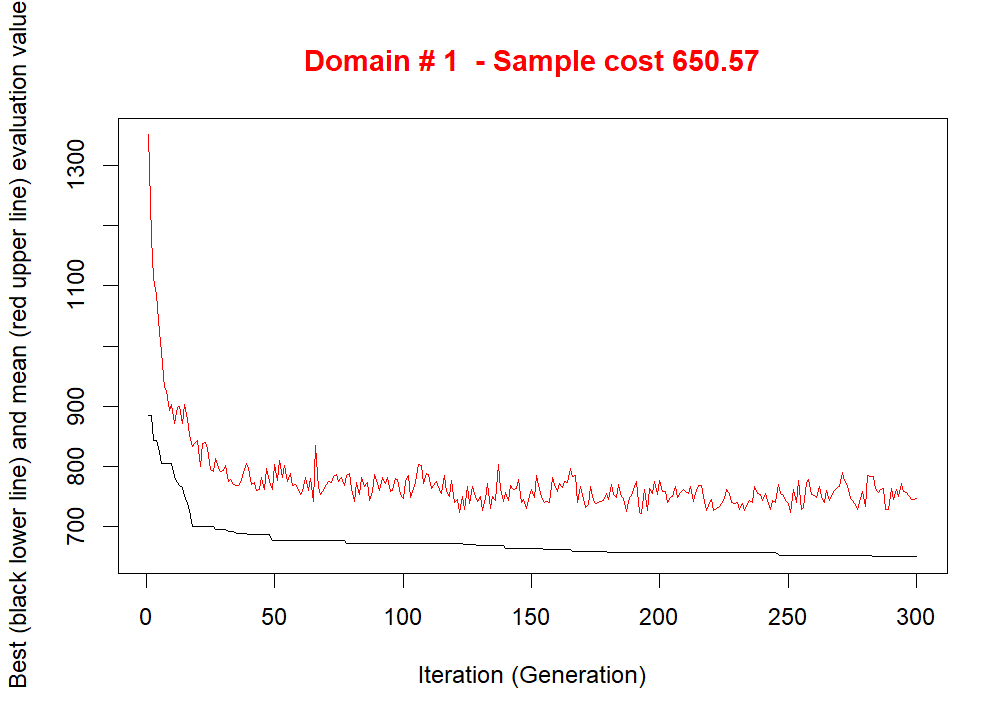 Domain # 1  - Sample cost 650.57
Best (black lower line) and mean (red upper line) evaluation value
1300
1100
900
800
700
0 50 100 150 200 250 300
Iteration (Generation)